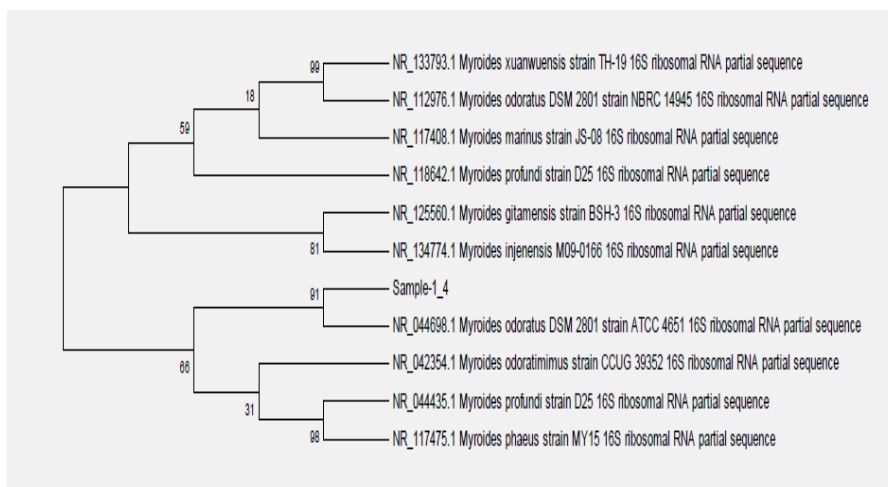 99
NR_133793.1 Myroides xuanwuensis strain TH-19 16S ribosomal RNA partial sequence
18
NR_112976.1 Myroides odoratus DSM 2801 strain NBRC 14945 16S ribosomal RNA partial sequence
59
NR_117408.1 Myroides marinus strain JS-08 16S ribosomal RNA partial sequence
NR_118642.1 Myroides profundi strain D25 16S ribosomal RNA partial sequence
NR_125560.1 Myroides gitamensis strain BSH-3 16S ribosomal RNA partial sequence
81
NR_134774.1 Myroides injenensis M09-0166 16S ribosomal RNA partial sequence
91
Sample-1_4
NR_044698.1 Myroides odoratus DSM 2801 strain ATCC 4651 16S ribosomal RNA partial sequence
66
NR_042354.1 Myroides odoratimimus strain CCUG 39352 16S ribosomal RNA partial sequence
31
NR_044435.1 Myroides profundi strain D25 16S ribosomal RNA partial sequence
98
NR_117475.1 Myroides phaeus strain MY15 16S ribosomal RNA partial sequence